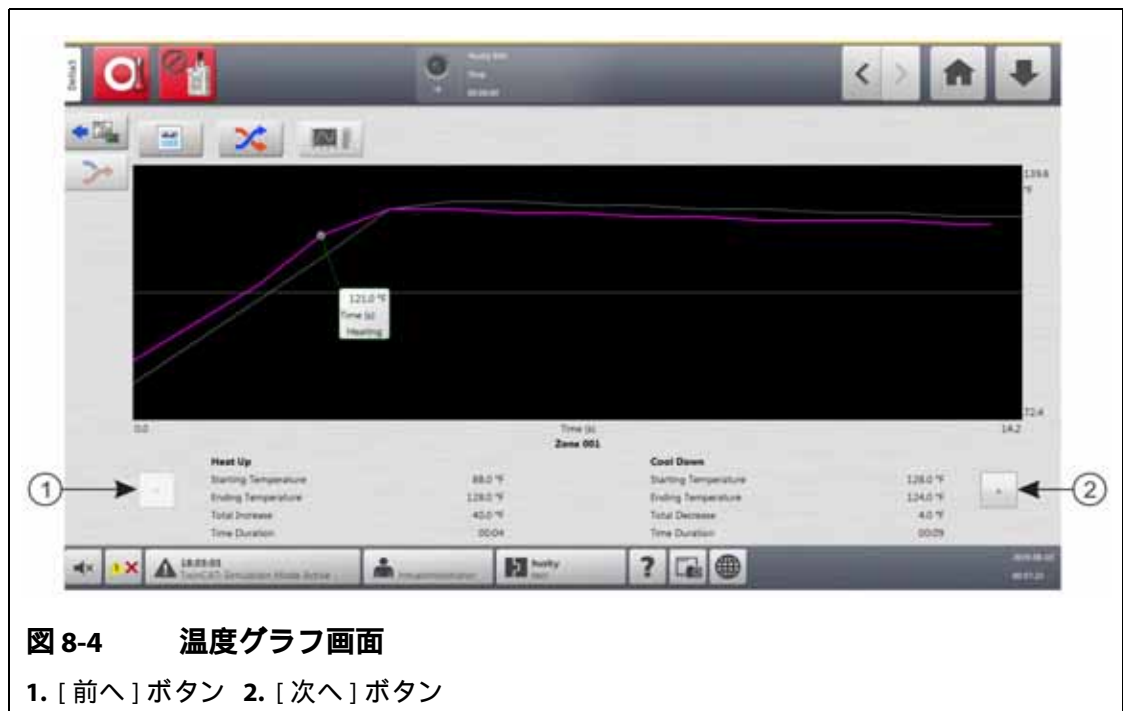 Delta3
Husky
Time
139.6
°F
121.0 °F
Time (s)
Heating
72.4
0.0
Time (s)
14.2
Zone 001
Heat Up
Starting Temperature 88.0 °F
Ending Temperature 128.0 °F
Total Increase 40.0 °F
Time Duration 00:04
Cool Down
Starting Temperature 128.0 °F
Ending Temperature 124.0 °F
Total Decrease 4.0 °F
Time Duration 00:09
1
2
TwinCAT: Simulation Mode Active
husky
?
図 8-4 温度グラフ画面
1. [ 前へ ] ボタン 2. [ 次へ ] ボタン